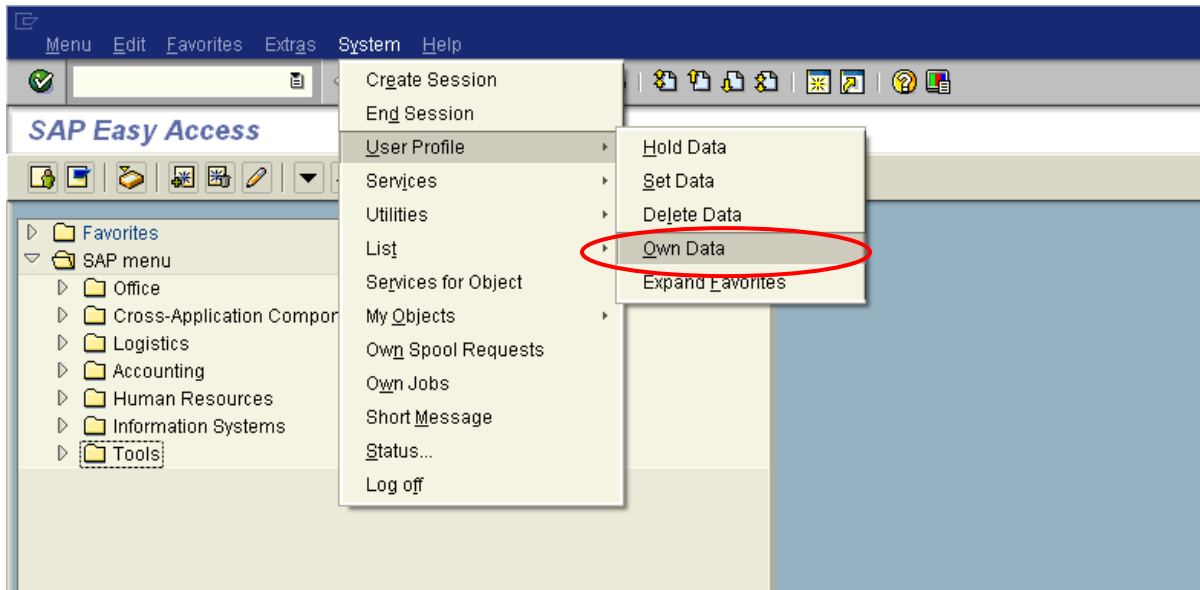 Menu Edit Favorites Extras System Help
Create Session
End Session
SAP Easy Access
User Profile
Hold Data
Services
Set Data
Utilities
Delete Data
Favorites
List
Own Data
SAP menu
Services for Object
Expand Favorites
Office
Cross-Application Compor
My Objects
Logistics
Own Spool Requests
Accounting
Own Jobs
Human Resources
Short Message
Information Systems
Status...
Tools
Log off